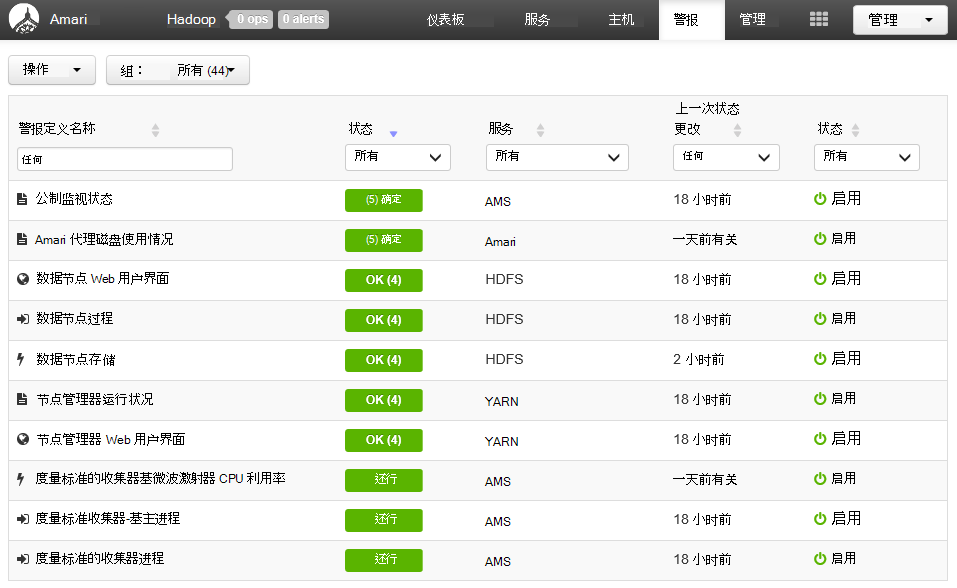 Amari Hadoop 0 ops 0 alerts 仪表板 服务 主机 警报 管理 管理
操作 组： 所有 (44)
上一次状态
警报定义名称 状态 服务 更改 状态
任何 所有 所有 任何 所有
公制监视状态 (5) 确定 AMS 18 小时前 启用
Amari 代理磁盘使用情况 (5) 确定 Amari 一天前有关 启用
数据节点 Web 用户界面 OK (4) HDFS 18 小时前 启用
数据节点过程 OK (4) HDFS 18 小时前 启用
数据节点存储 OK (4) HDFS 2 小时前 启用
节点管理器运行状况 OK (4) YARN 18 小时前 启用
节点管理器 Web 用户界面 OK (4) YARN 18 小时前 启用
度量标准的收集器基微波激射器 CPU 利用率 还行 AMS 一天前有关 启用
度量标准收集器-基主进程 还行 AMS 18 小时前 启用
度量标准的收集器进程 还行 AMS 18 小时前 启用